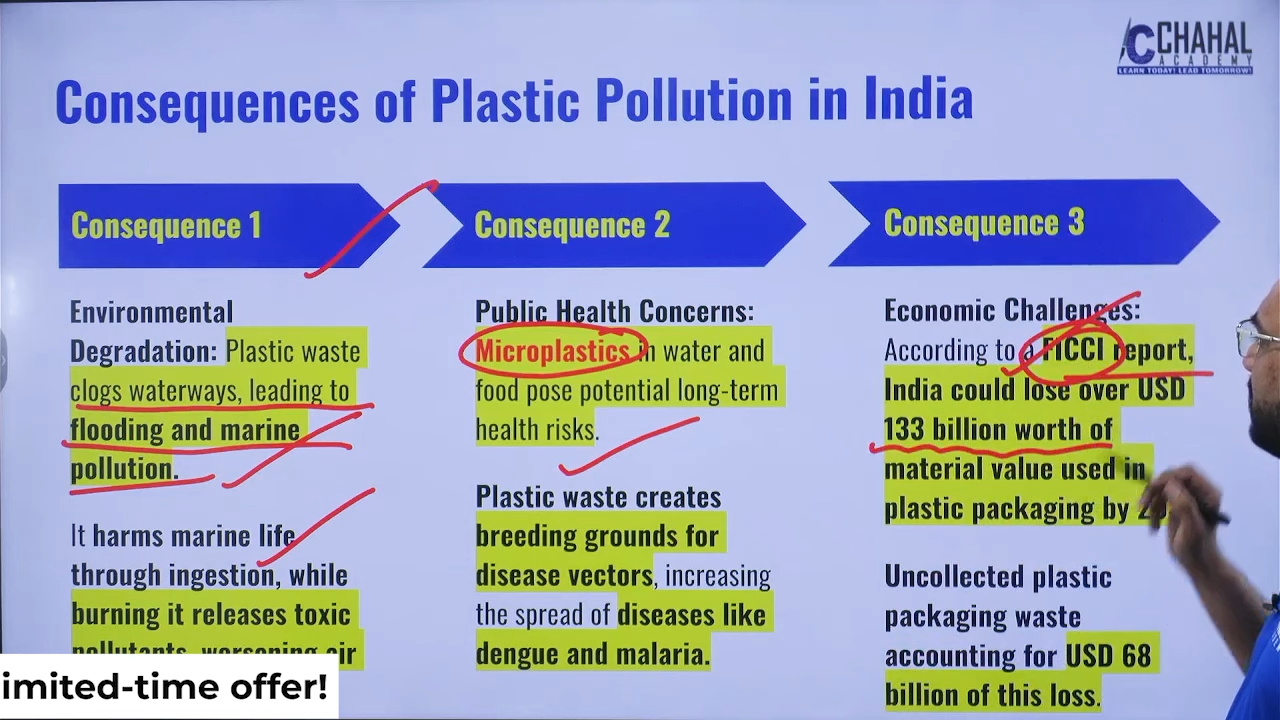 CHAHAL
ACADEMY
LEARN TODAY! LEAD TOMORROW!
Consequences of Plastic Pollution in India
Consequence 1
Environmental
Degradation: Plastic waste
clogs waterways, leading to
flooding and marine
pollution.
It harms marine life
through ingestion, while
burning it releases toxic
pollutants, worsening air
Consequence 2
Public Health Concerns:
Microplastics in water and
food pose potential long-term
health risks.
Plastic waste creates
breeding grounds for
disease vectors, increasing
the spread of diseases like
dengue and malaria.
Consequence 3
Economic Challenges:
According to a FICCI report,
India could lose over USD
133 billion worth of
material value used in
plastic packaging by
Uncollected plastic
packaging waste
accounting for USD 68
billion of this loss.
imited-time offer!